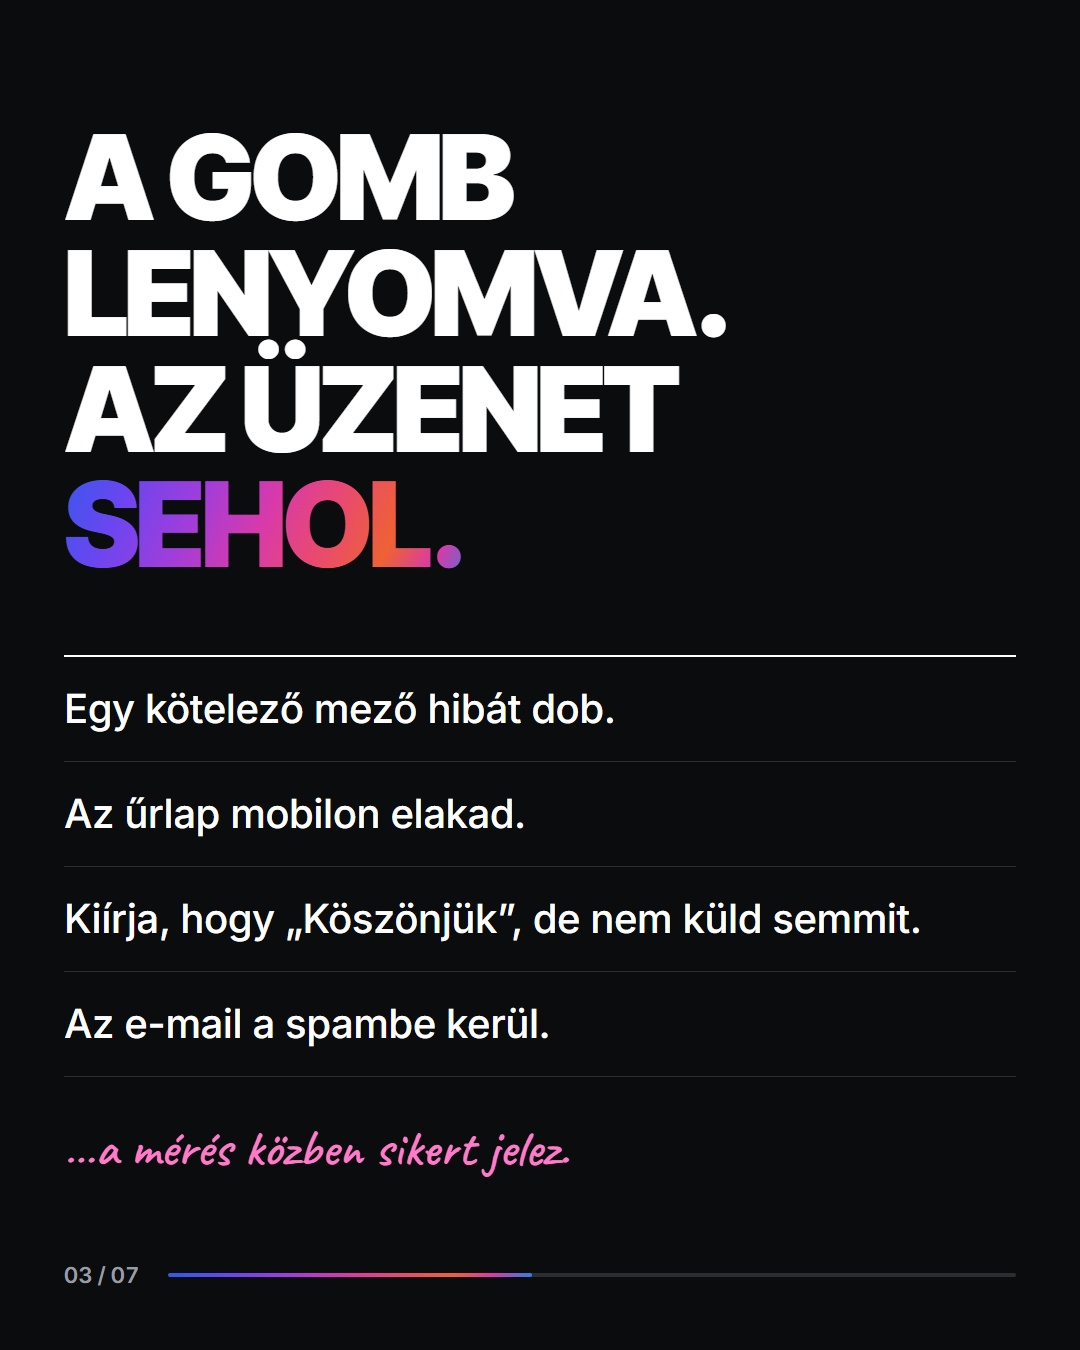 A GOMB
LENYOMVA.
AZ ÜZENET
SEHOL.
Egy kötelező mező hibát dob.
Az űrlap mobilon elakad.
Kiírja, hogy „Köszönjük”, de nem küld semmit.
Az e-mail a spambe kerül.
...a mérés közben sikert jelez.
03 / 07